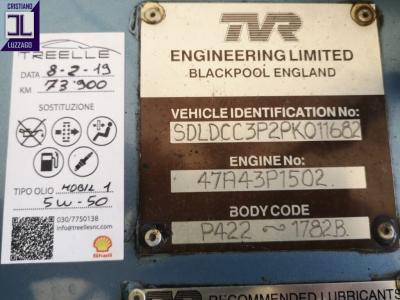 CRISTIANO
LUZZAGO
TREELLE
DATA 8-2-19
KM 73'900
SOSTITUZIONE
TIPO OLIO MOBIL 1
5W-50
030/7750138
info@treellesnc.com
Shell
TVR
ENGINEERING LIMITED
BLACKPOOL ENGLAND
VEHICLE IDENTIFICATION No:
SDLDCC3P2PK011682
ENGINE No:
47A43P1502
BODY CODE
P422 ~ 1782B.
TVR RECOMMENDED LUBRICANTS